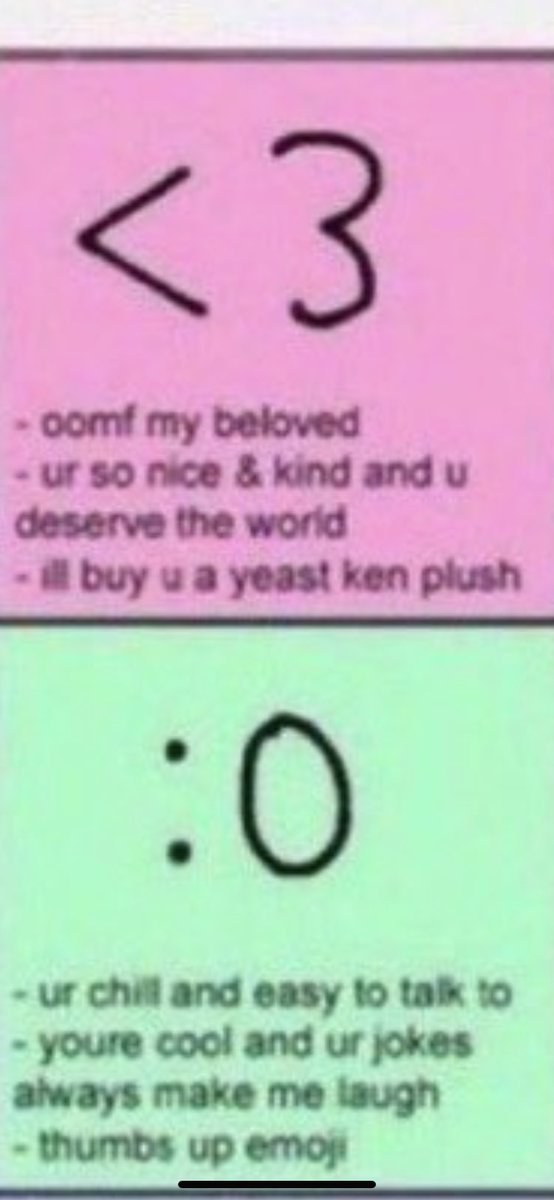 <3
- oomf my beloved
- ur so nice & kind and u
deserve the world
- ill buy u a yeast ken plush
:0
- ur chill and easy to talk to
- youre cool and ur jokes
always make me laugh
- thumbs up emoji